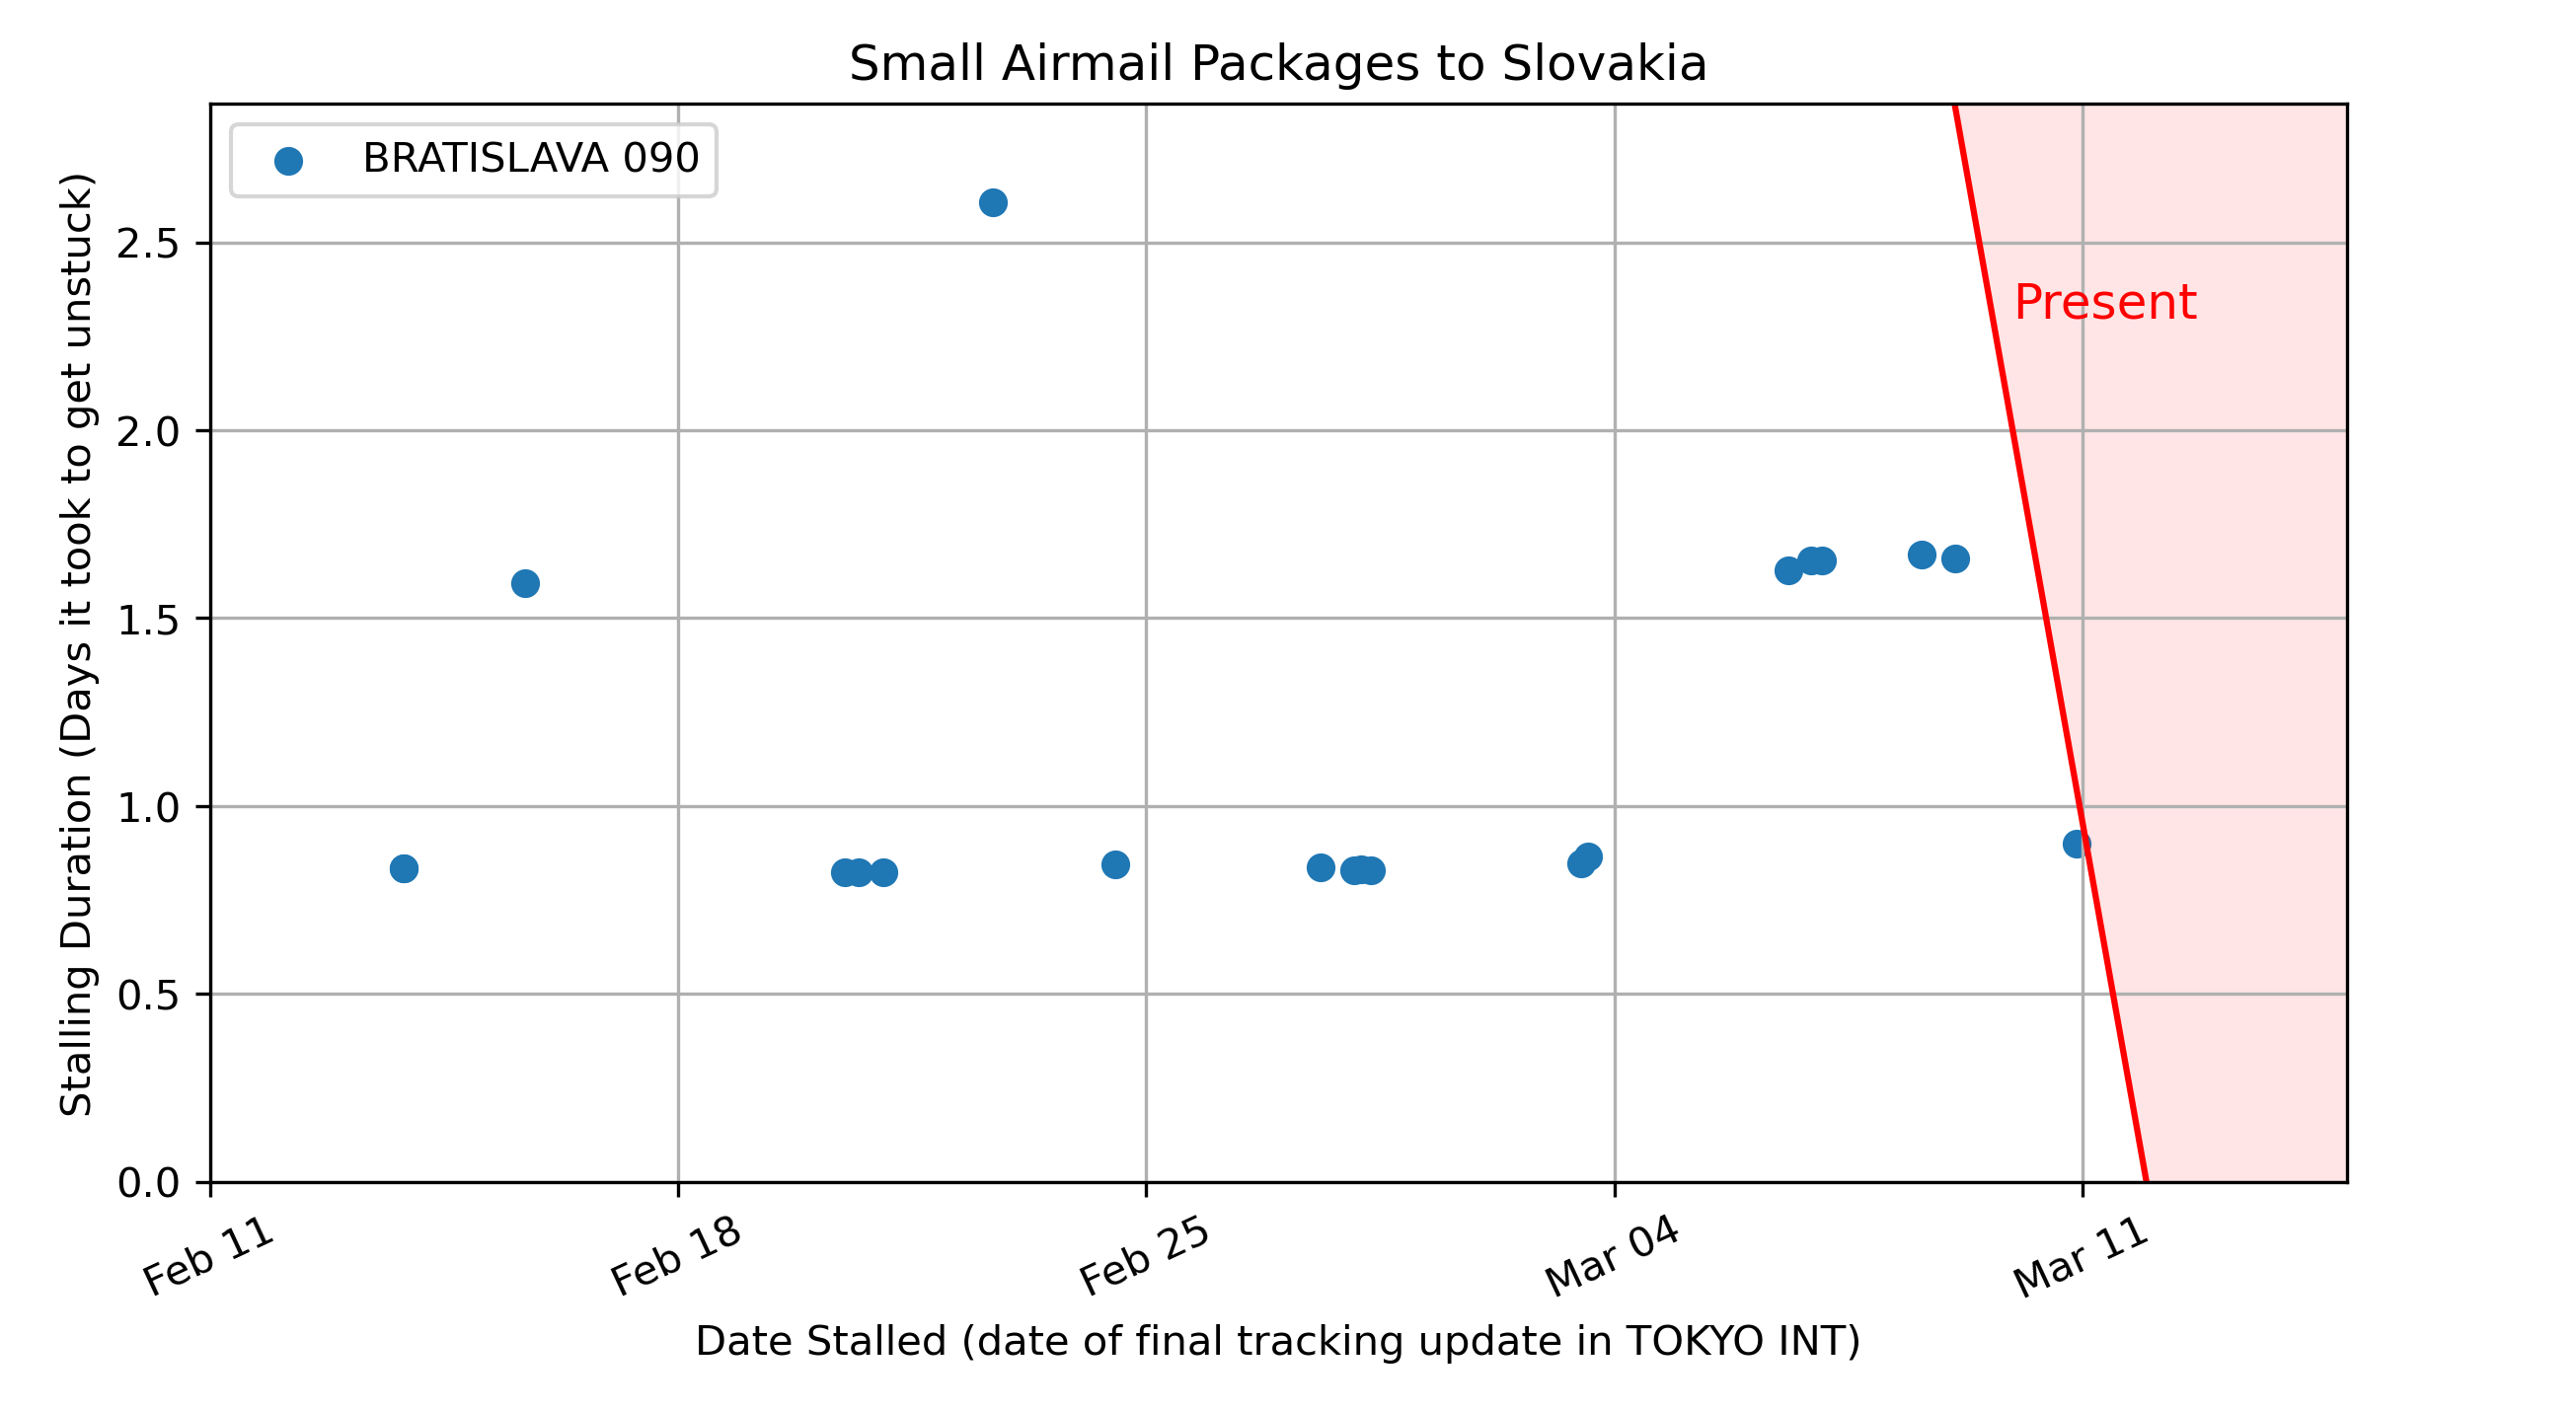 Small Airmail Packages to Slovakia
BRATISLAVA 090
Present
Stalling Duration (Days it took to get unstuck)
2.5
2.0
1.5
1.0
0.5
0.0
Feb 11
Feb 18
Feb 25
Mar 04
Mar 11
Date Stalled (date of final tracking update in TOKYO INT)